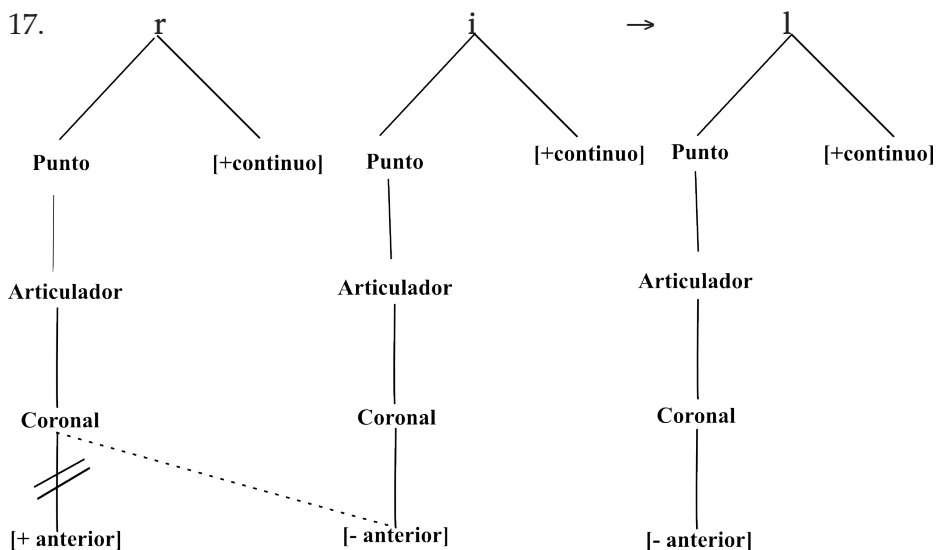 17. r i → l
Punto [+continuo] Punto [+continuo] Punto [+continuo]
Articulador Articulador Articulador
Coronal Coronal Coronal
[+ anterior] [- anterior] [- anterior]